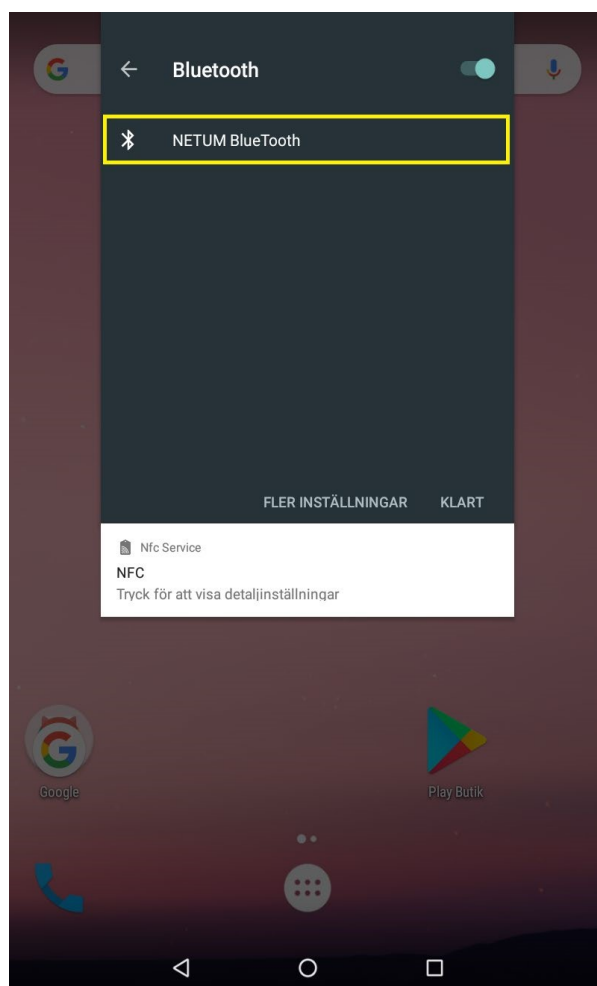 Bluetooth
NETUM BlueTooth
FLER INSTÄLLNINGAR KLART
Nfc Service
NFC
Tryck för att visa detaljinställningar
Google
Play Butik